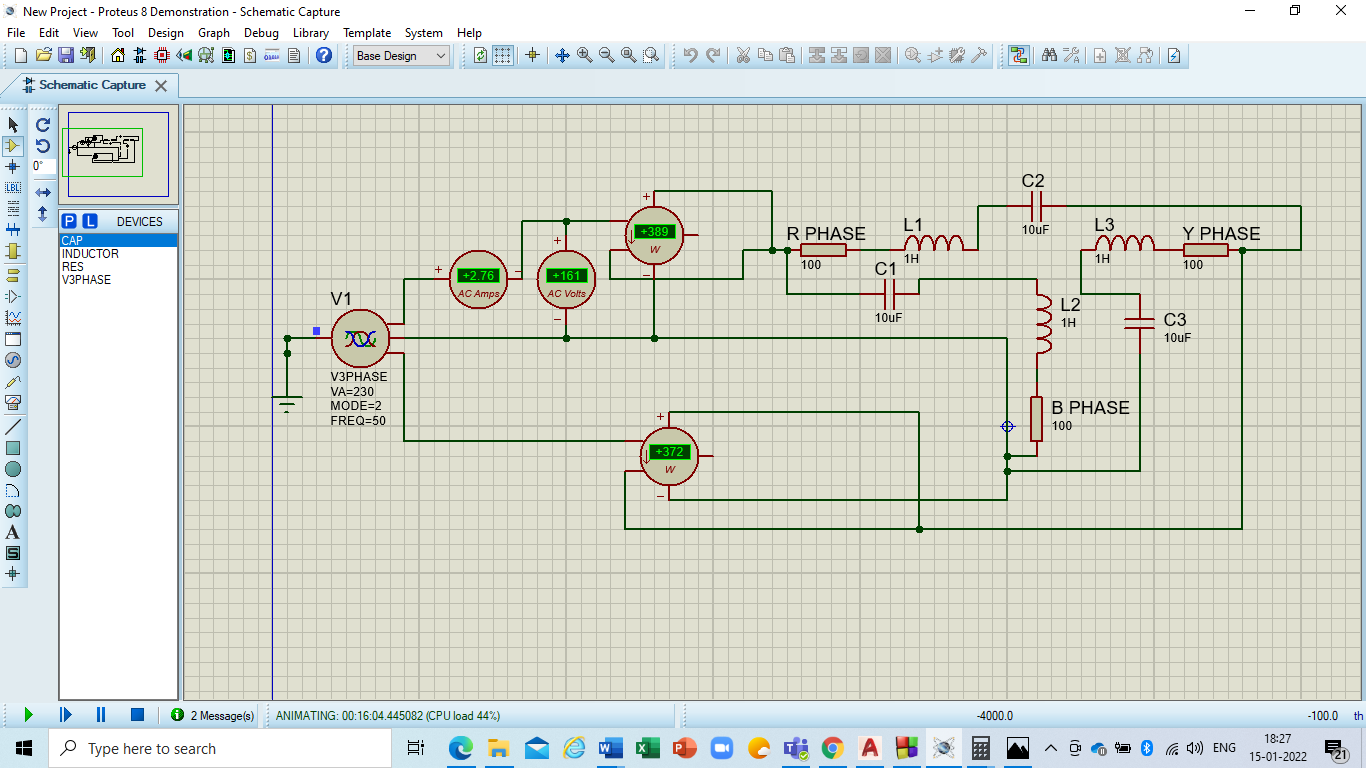 New Project - Proteus 8 Demonstration - Schematic Capture
File Edit View Tool Design Graph Debug Library Template System Help
Base Design
Schematic Capture
0°
P L DEVICES
CAP
INDUCTOR
RES
V3PHASE
LBL
A
S
C2
10uF
+
+389
W
−
R PHASE
100
L1
1H
L3
1H
Y PHASE
100
+
+2.76
AC Amps
−
+
+161
AC Volts
−
C1
10uF
V1
V3PHASE
VA=230
MODE=2
FREQ=50
L2
1H
C3
10uF
B PHASE
100
+
+372
W
−
2 Message(s)
ANIMATING: 00:16:04.445082 (CPU load 44%)
-4000.0
-100.0
th
Type here to search
ENG
18:27
15-01-2022
21